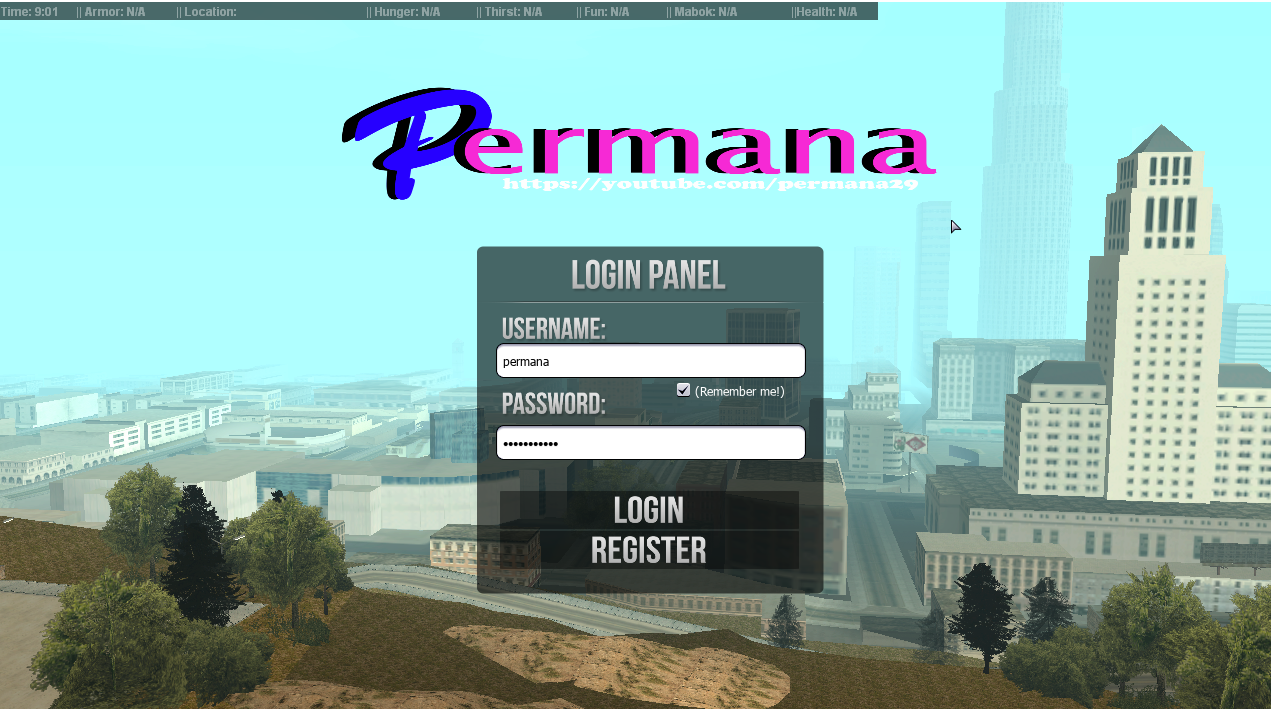 Time: 9:01 || Armor: N/A || Location: || Hunger: N/A || Thirst: N/A || Fun: N/A || Mabok: N/A ||Health: N/A
Permana
https://youtube.com/permana29
LOGIN PANEL
USERNAME:
permana
(Remember me!)
PASSWORD:
•••••••••••
LOGIN
REGISTER